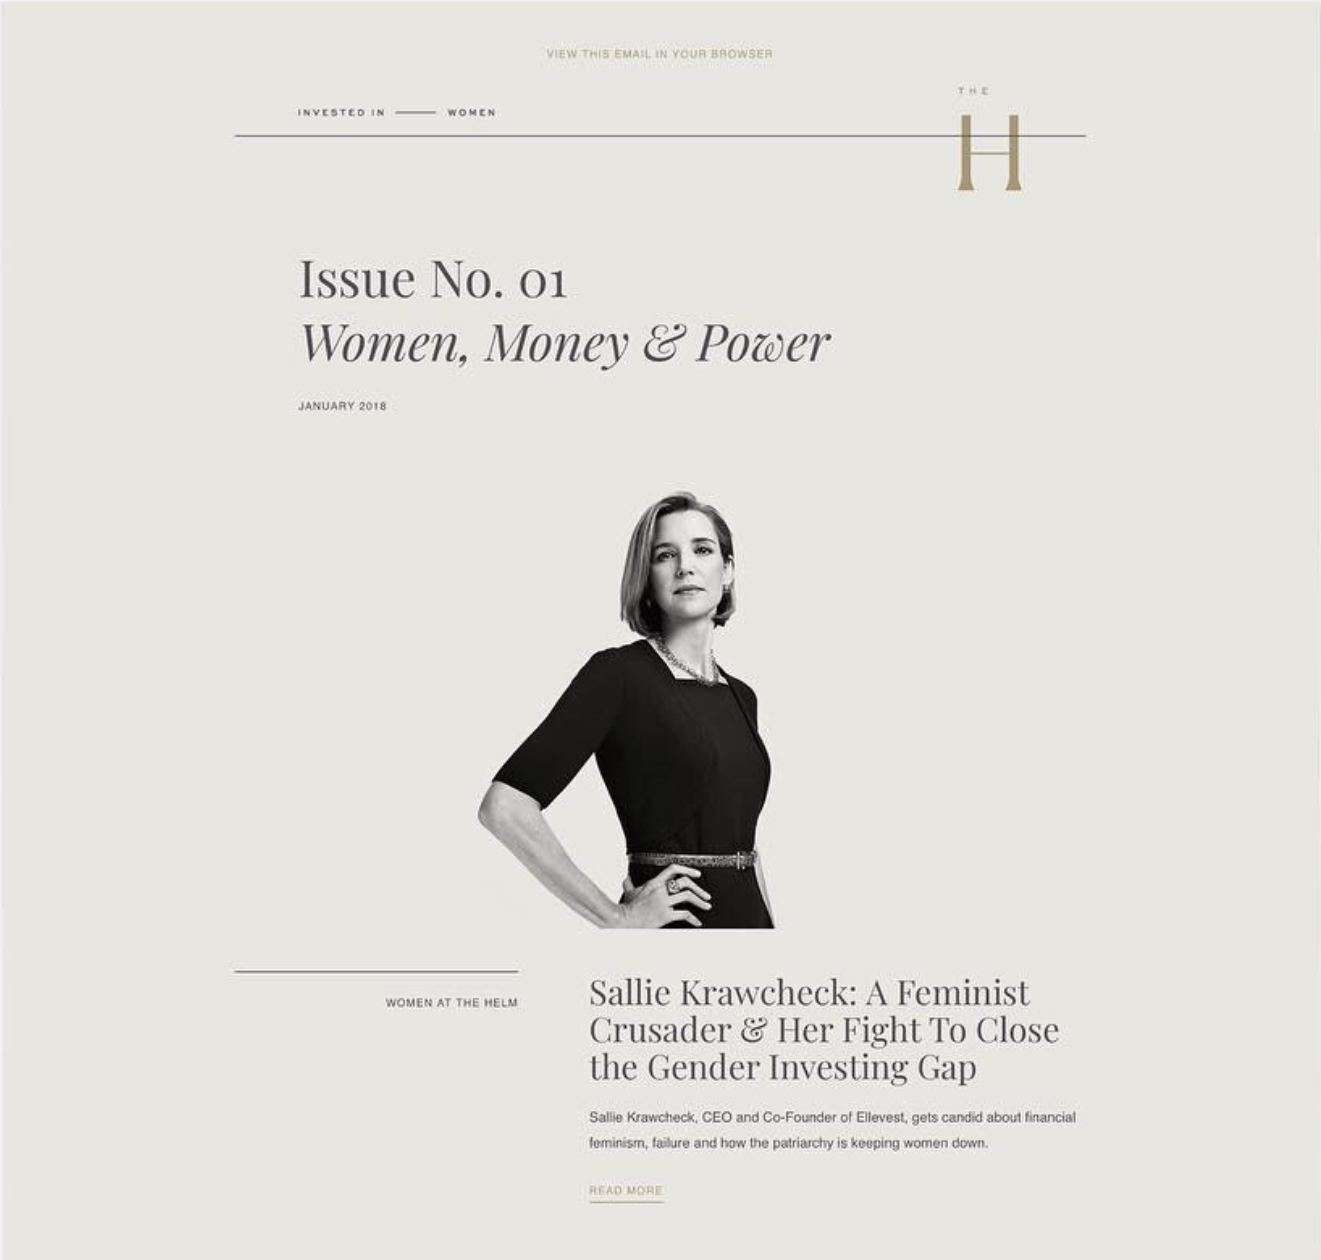 VIEW THIS EMAIL IN YOUR BROWSER
THE
INVESTED IN —— WOMEN
H
Issue No. 01
Women, Money & Power
JANUARY 2018
WOMEN AT THE HELM
Sallie Krawcheck: A Feminist
Crusader & Her Fight To Close
the Gender Investing Gap
Sallie Krawcheck, CEO and Co-Founder of Ellevest, gets candid about financial
feminism, failure and how the patriarchy is keeping women down.
READ MORE